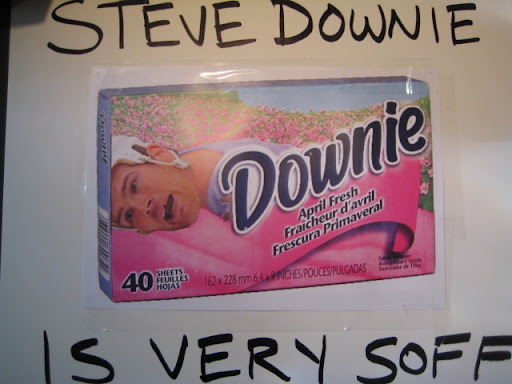 STEVE DOWNIE
Downy
Downie
April Fresh
Fraîcheur d'avril
Frescura Primaveral
40 SHEETS
FEUILLES
HOJAS
162 x 228 mm 6.4 x 9 INCHES/POUCES/PULGADAS
IS VERY SOFF